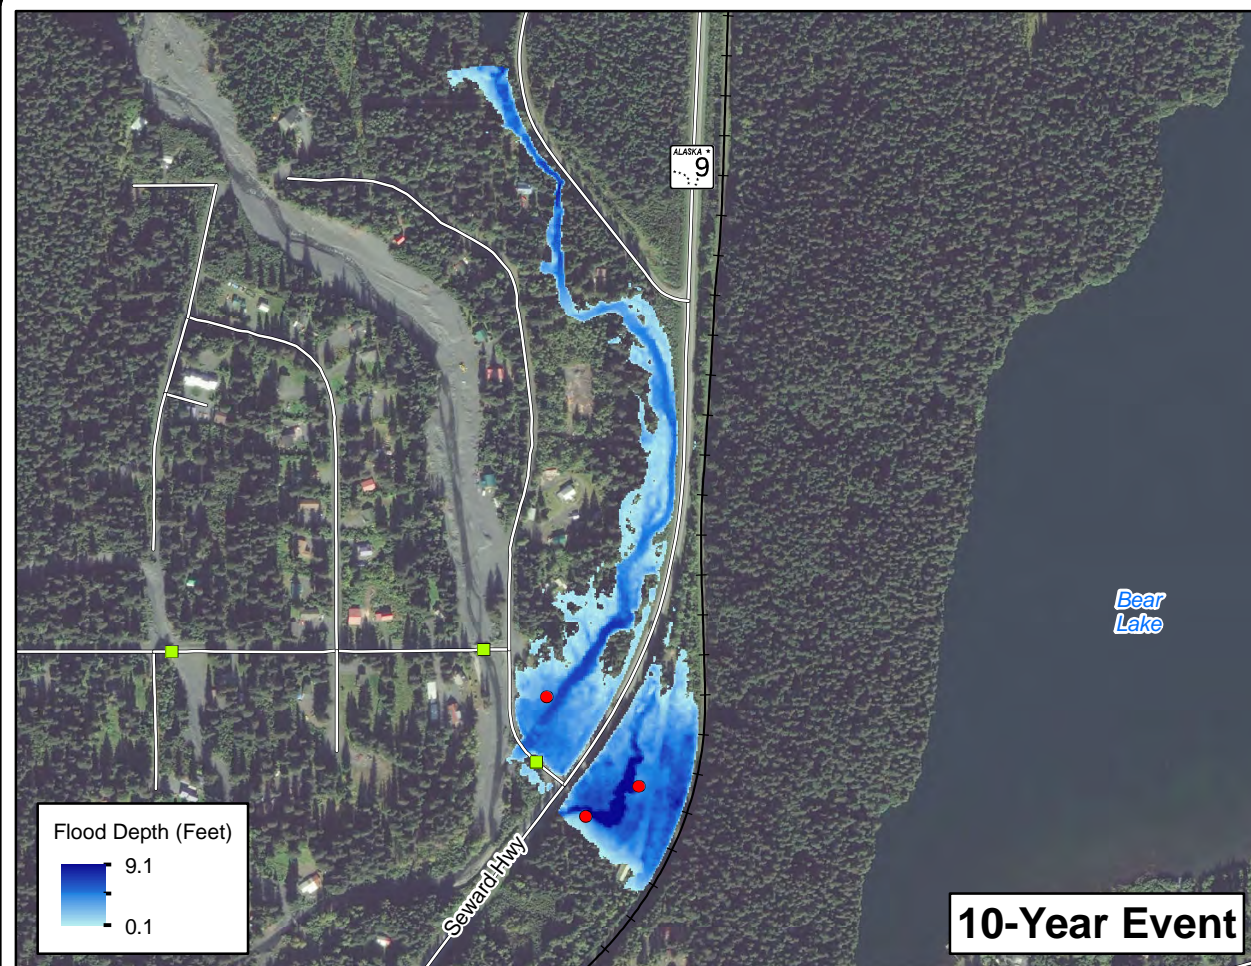 ALASKA
9
Bear
Lake
Seward Hwy
Flood Depth (Feet)
9.1
0.1
10-Year Event